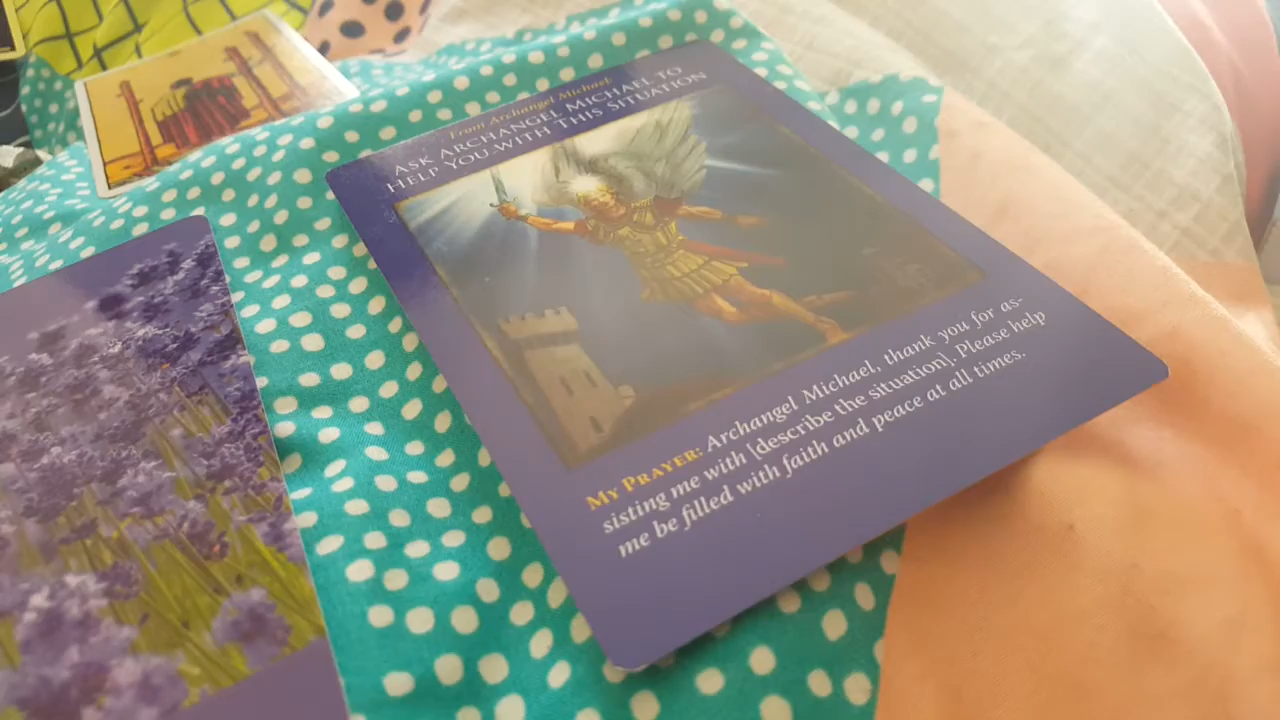 From Archangel Michael
ASK ARCHANGEL MICHAEL TO
HELP YOU WITH THIS SITUATION
MY PRAYER: Archangel Michael, thank you for as-
sisting me with [describe the situation]. Please help
me be filled with faith and peace at all times.